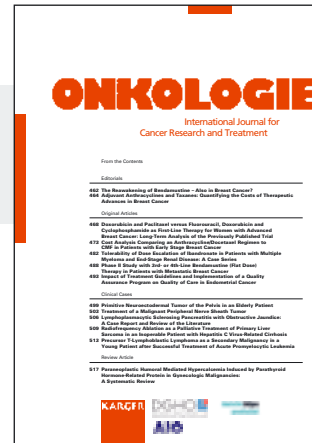 ONKOLOGIE
International Journal for
Cancer Research and Treatment
From the Contents
Editorials
462 The Reawakening of Bendamustine – Also in Breast Cancer?
464 Adjuvant Anthracyclines and Taxanes: Quantifying the Costs of Therapeutic
Advances in Breast Cancer
Original Articles
468 Doxorubicin and Paclitaxel versus Fluorouracil, Doxorubicin and
Cyclophosphamide as First-Line Therapy for Women with Advanced
Breast Cancer: Long-Term Analysis of the Previously Published Trial
473 Cost Analysis Comparing an Anthracycline/Docetaxel Regimen to
CMF in Patients with Early Stage Breast Cancer
482 Tolerability of Dose Escalation of Ibandronate in Patients with Multiple
Myeloma and End-Stage Renal Disease: A Case Series
488 Phase II Study with 3rd- or 4th-Line Bendamustine (Flat Dose)
Therapy in Patients with Metastatic Breast Cancer
493 Impact of Treatment Guidelines and Implementation of a Quality
Assurance Program on Quality of Care in Endometrial Cancer
Clinical Cases
499 Primitive Neuroectodermal Tumor of the Pelvis in an Elderly Patient
503 Treatment of a Malignant Peripheral Nerve Sheath Tumor
506 Lymphoplasmacytic Sclerosing Pancreatitis with Obstructive Jaundice:
A Case Report and Review of the Literature
509 Radiofrequency Ablation as a Palliative Treatment of Primary Liver
Sarcoma in an Inoperable Patient with Hepatitis C Virus-Related Cirrhosis
512 Precursor T-Lymphoblastic Lymphoma as a Secondary Malignancy in a
Young Patient after Successful Treatment of Acute Promyelocytic Leukemia
Review Article
517 Paraneoplastic Humoral Mediated Hypercalcemia Induced by Parathyroid
Hormone-Related Protein in Gynecologic Malignancies:
A Systematic Review
KARGER DGHO
AIO